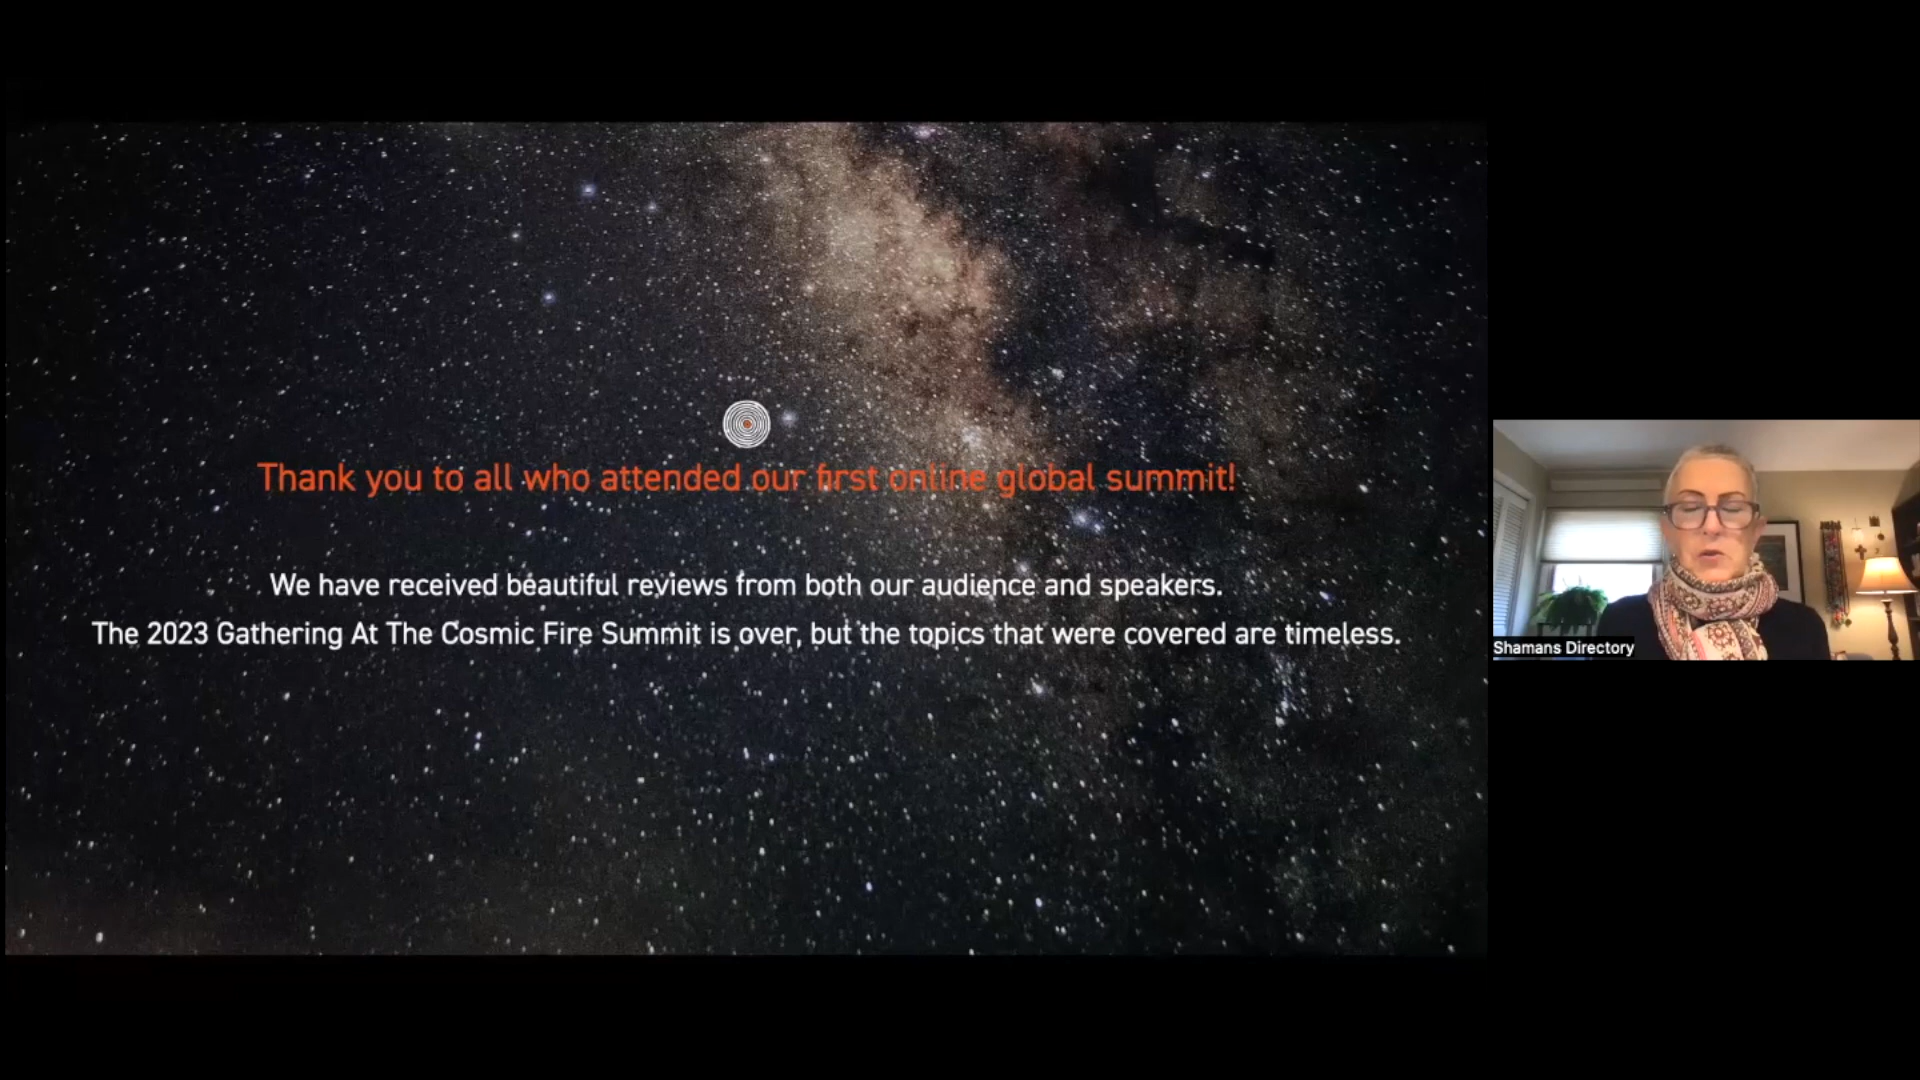 Thank you to all who attended our first online global summit!
We have received beautiful reviews from both our audience and speakers.
The 2023 Gathering At The Cosmic Fire Summit is over, but the topics that were covered are timeless.
Shamans Directory